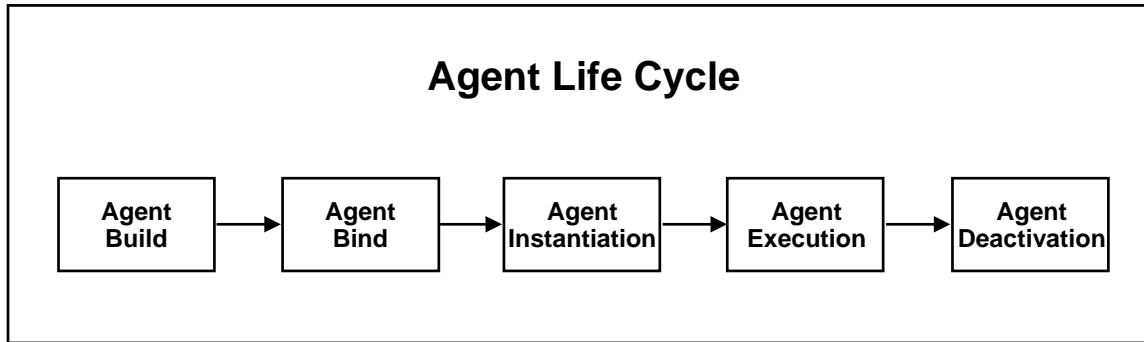 Agent Life Cycle
Agent
Build
Agent
Bind
Agent
Instantiation
Agent
Execution
Agent
Deactivation